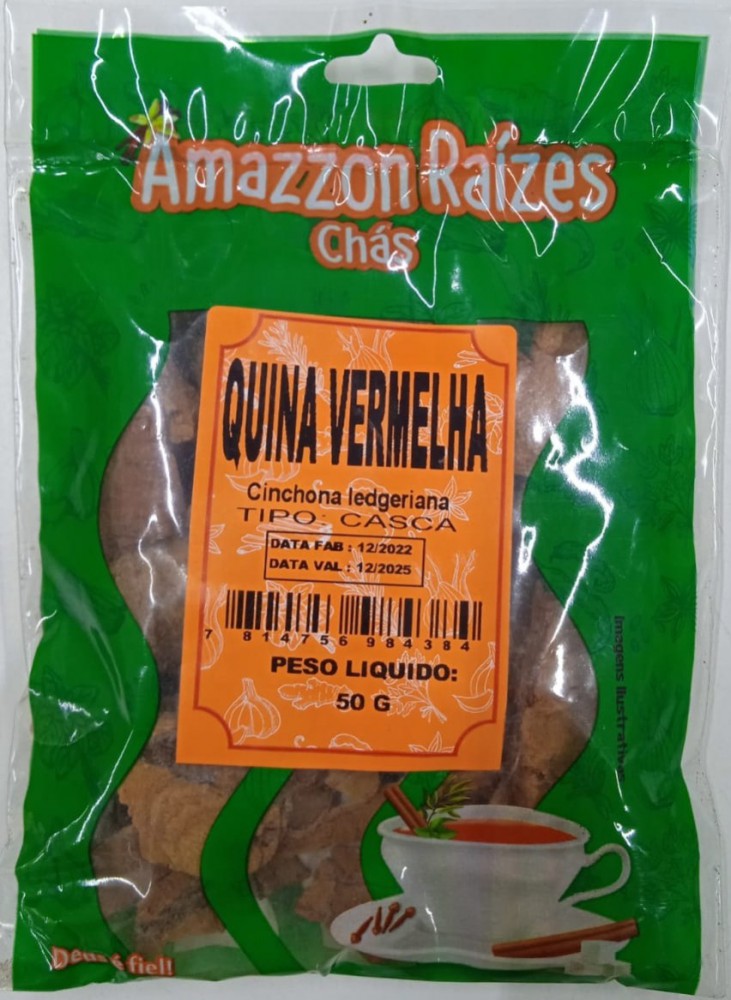 Amazzon Raízes
Chás
QUINA VERMELHA
Cinchona ledgeriana
TIPO: CASCA
DATA FAB : 12/2022
DATA VAL : 12/2025
7 814756 984384
PESO LIQUIDO:
50 G
Imagens ilustrativas
Deus é fiel!